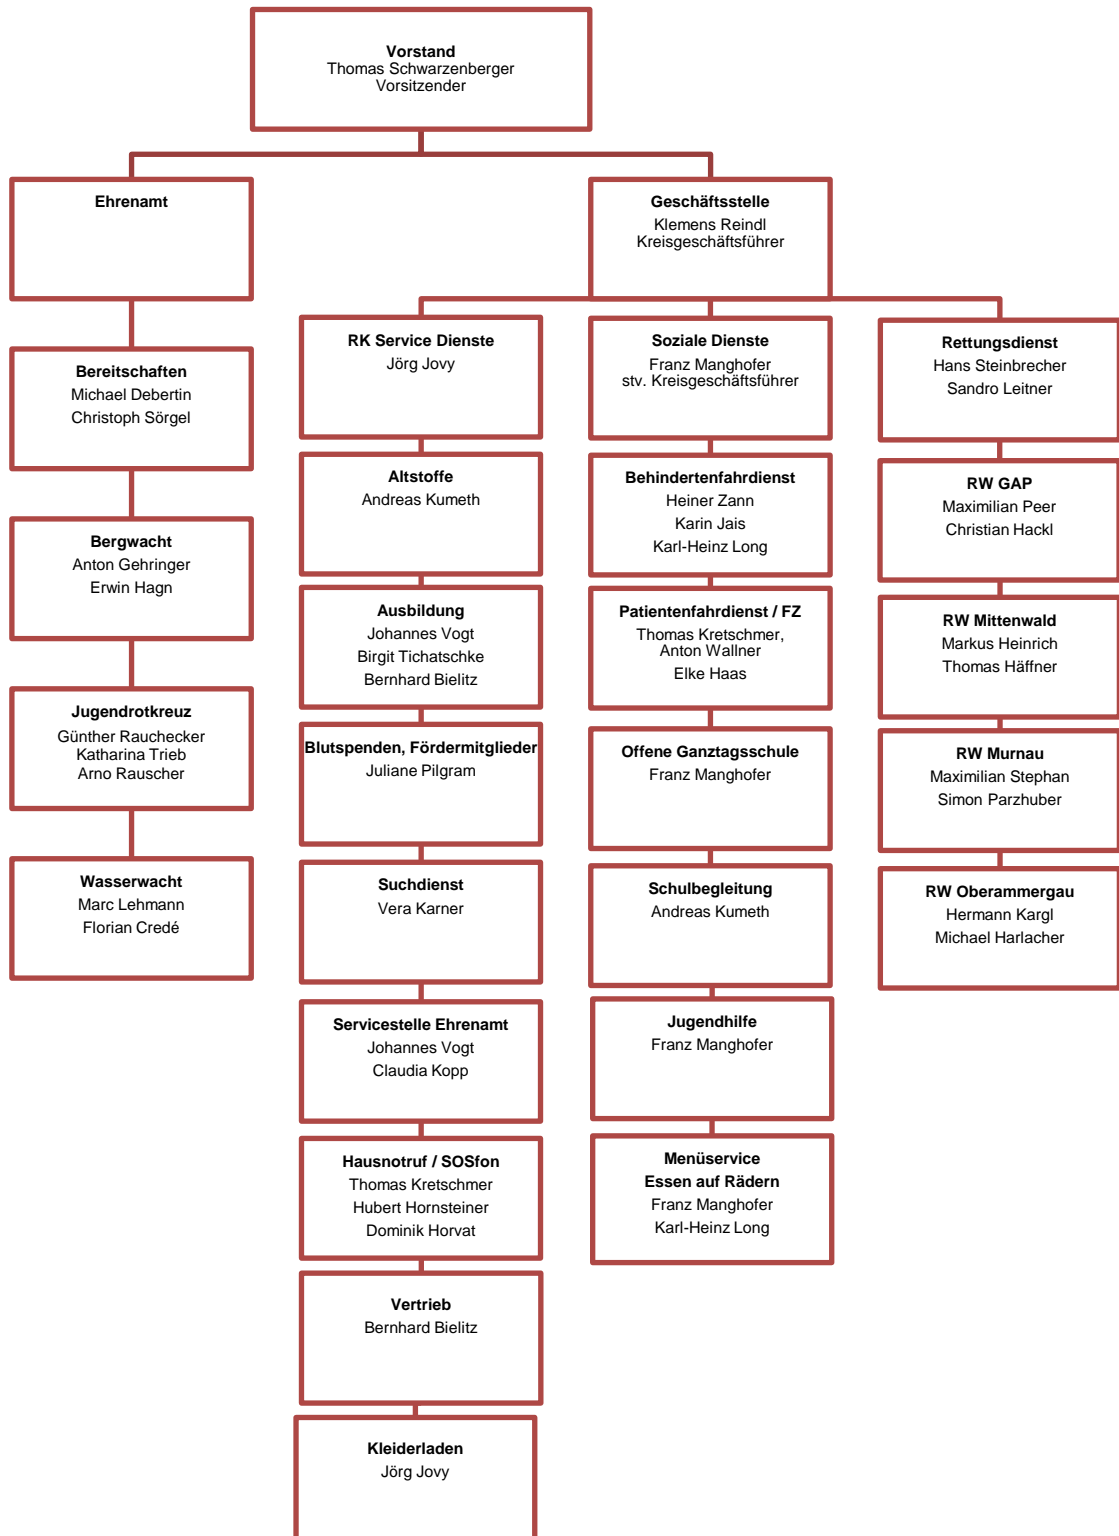 Vorstand
Thomas Schwarzenberger
Vorsitzender
Ehrenamt
Geschäftsstelle
Klemens Reindl
Kreisgeschäftsführer
Bereitschaften
Michael Debertin
Christoph Sörgel
Bergwacht
Anton Gehringer
Erwin Hagn
Jugendrotkreuz
Günther Rauchecker
Katharina Trieb
Arno Rauscher
Wasserwacht
Marc Lehmann
Florian Credé
RK Service Dienste
Jörg Jovy
Altstoffe
Andreas Kumeth
Ausbildung
Johannes Vogt
Birgit Tichatschke
Bernhard Bielitz
Blutspenden, Fördermitglieder
Juliane Pilgram
Suchdienst
Vera Karner
Servicestelle Ehrenamt
Johannes Vogt
Claudia Kopp
Hausnotruf / SOSfon
Thomas Kretschmer
Hubert Hornsteiner
Dominik Horvat
Vertrieb
Bernhard Bielitz
Kleiderladen
Jörg Jovy
Soziale Dienste
Franz Manghofer
stv. Kreisgeschäftsführer
Behindertenfahrdienst
Heiner Zann
Karin Jais
Karl-Heinz Long
Patientenfahrdienst / FZ
Thomas Kretschmer,
Anton Wallner
Elke Haas
Offene Ganztagsschule
Franz Manghofer
Schulbegleitung
Andreas Kumeth
Jugendhilfe
Franz Manghofer
Menüservice
Essen auf Rädern
Franz Manghofer
Karl-Heinz Long
Rettungsdienst
Hans Steinbrecher
Sandro Leitner
RW GAP
Maximilian Peer
Christian Hackl
RW Mittenwald
Markus Heinrich
Thomas Häffner
RW Murnau
Maximilian Stephan
Simon Parzhuber
RW Oberammergau
Hermann Kargl
Michael Harlacher